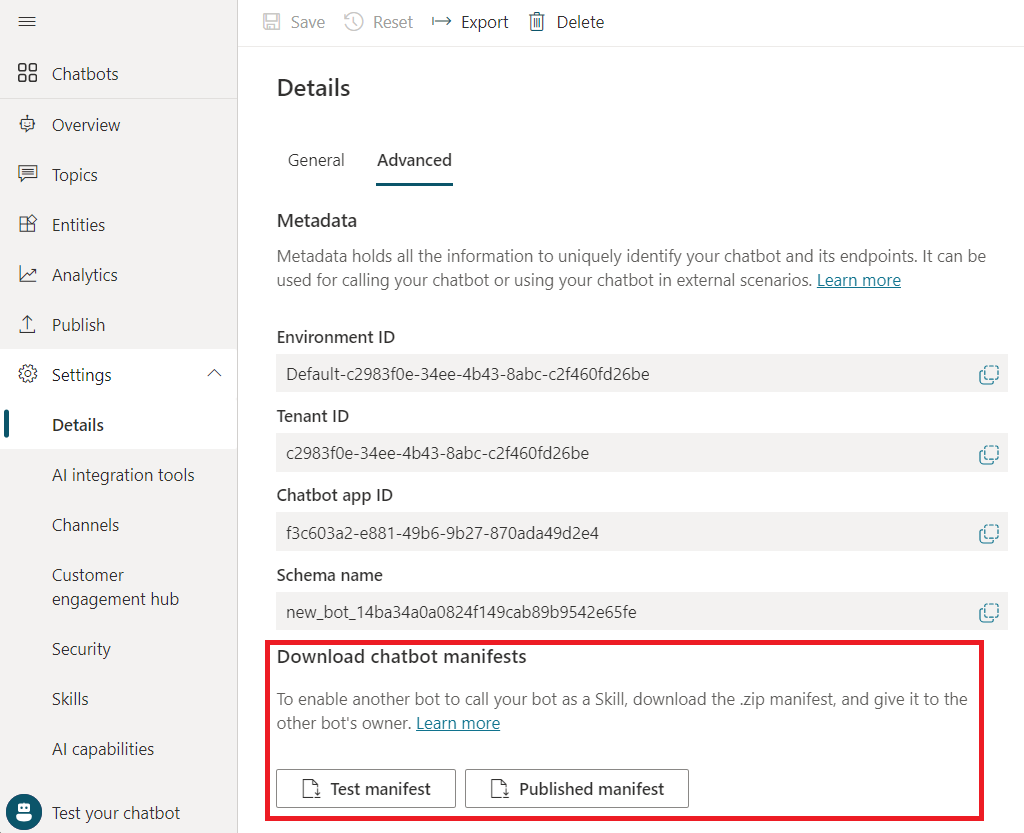 Save
Reset
Export
Delete
Chatbots
Overview
Topics
Entities
Analytics
Publish
Settings
Details
AI integration tools
Channels
Customer
engagement hub
Security
Skills
AI capabilities
Test your chatbot
Details
General
Advanced
Metadata
Metadata holds all the information to uniquely identify your chatbot and its endpoints. It can be
used for calling your chatbot or using your chatbot in external scenarios. Learn more
Environment ID
Default-c2983f0e-34ee-4b43-8abc-c2f460fd26be
Tenant ID
c2983f0e-34ee-4b43-8abc-c2f460fd26be
Chatbot app ID
f3c603a2-e881-49b6-9b27-870ada49d2e4
Schema name
new_bot_14ba34a0a0824f149cab89b9542e65fe
Download chatbot manifests
To enable another bot to call your bot as a Skill, download the .zip manifest, and give it to the
other bot's owner. Learn more
Test manifest
Published manifest